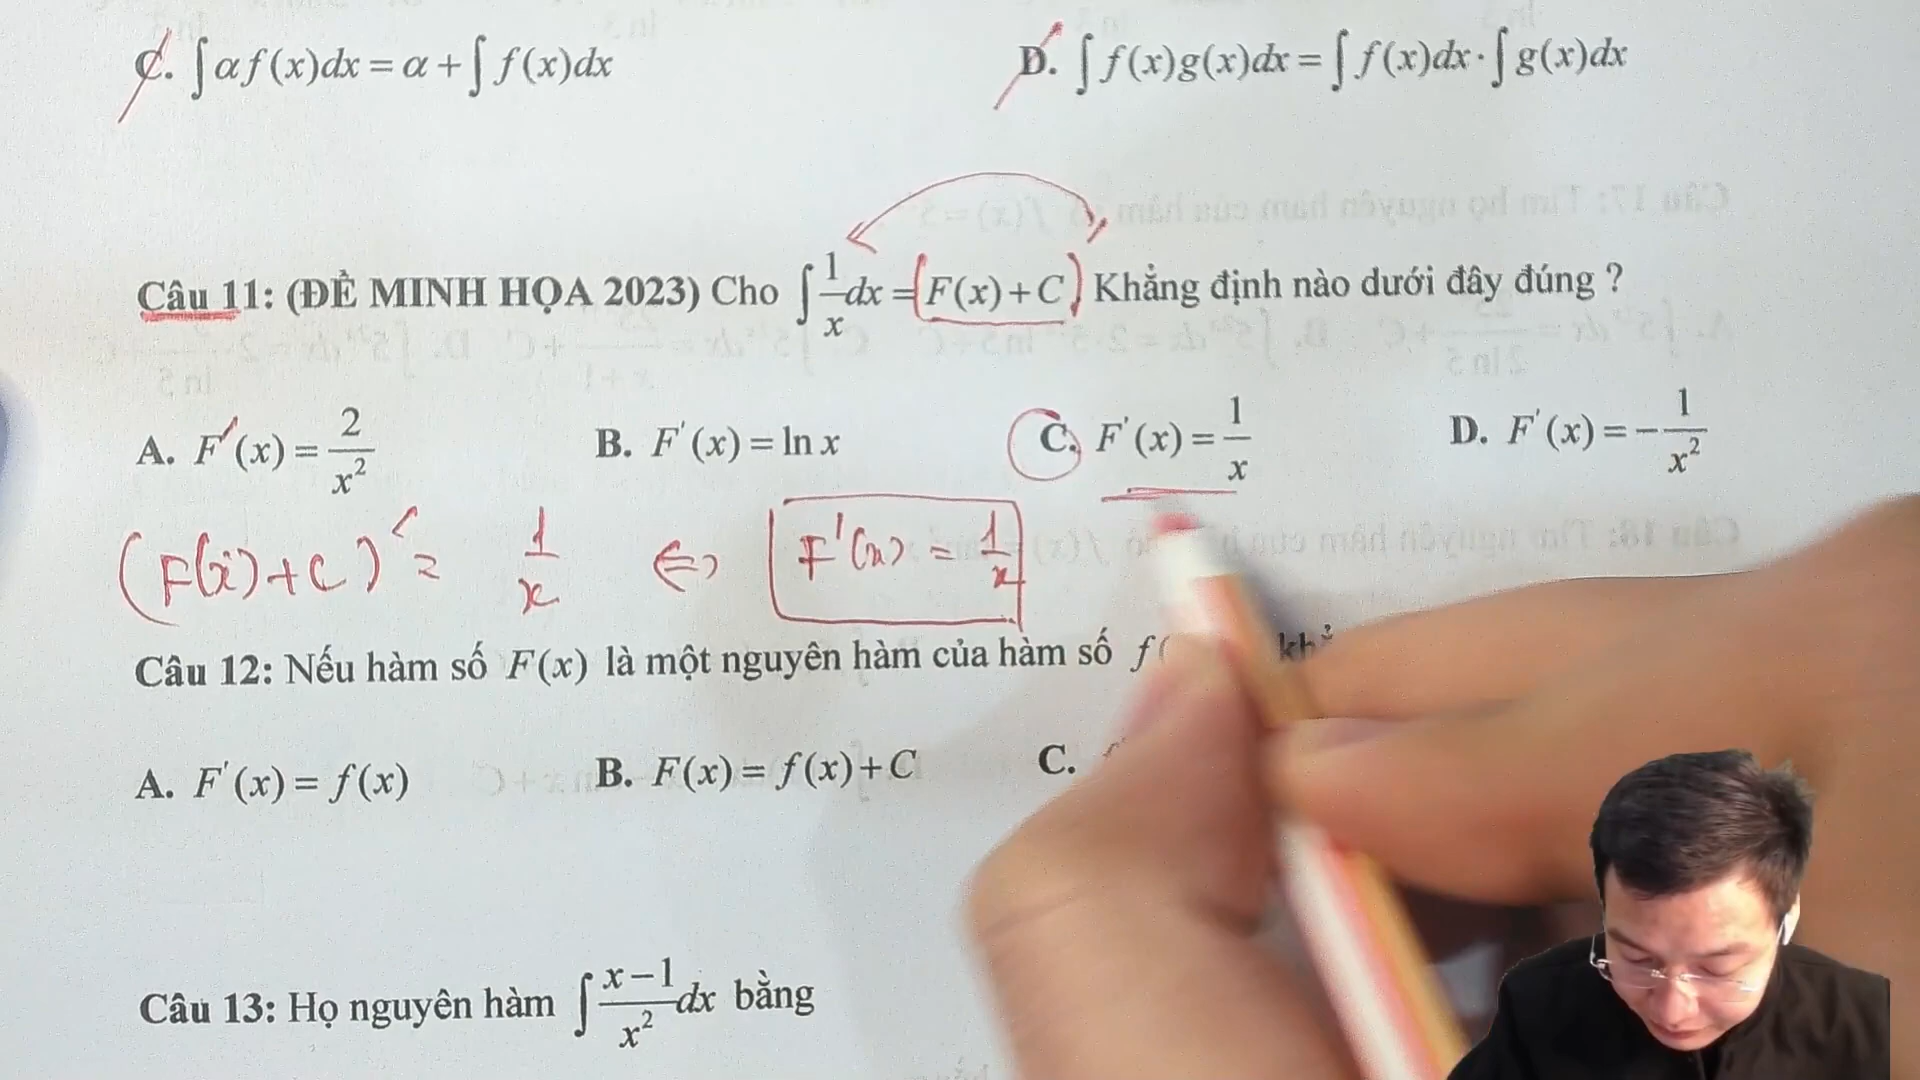 C. ∫αf(x)dx = α + ∫f(x)dx
D. ∫f(x)g(x)dx = ∫f(x)dx·∫g(x)dx
Câu 11: (ĐỀ MINH HỌA 2023) Cho ∫1/x dx = F(x)+C Khẳng định nào dưới đây đúng ?
A. F'(x) = 2/x²
B. F'(x) = ln x
C. F'(x) = 1/x
D. F'(x) = −1/x²
(F(x)+C)' = 1/x ⇔ F'(x) = 1/x
Câu 12: Nếu hàm số F(x) là một nguyên hàm của hàm số f(
A. F'(x) = f(x)
B. F(x) = f(x)+C
C.
Câu 13: Họ nguyên hàm ∫(x−1)/x² dx bằng